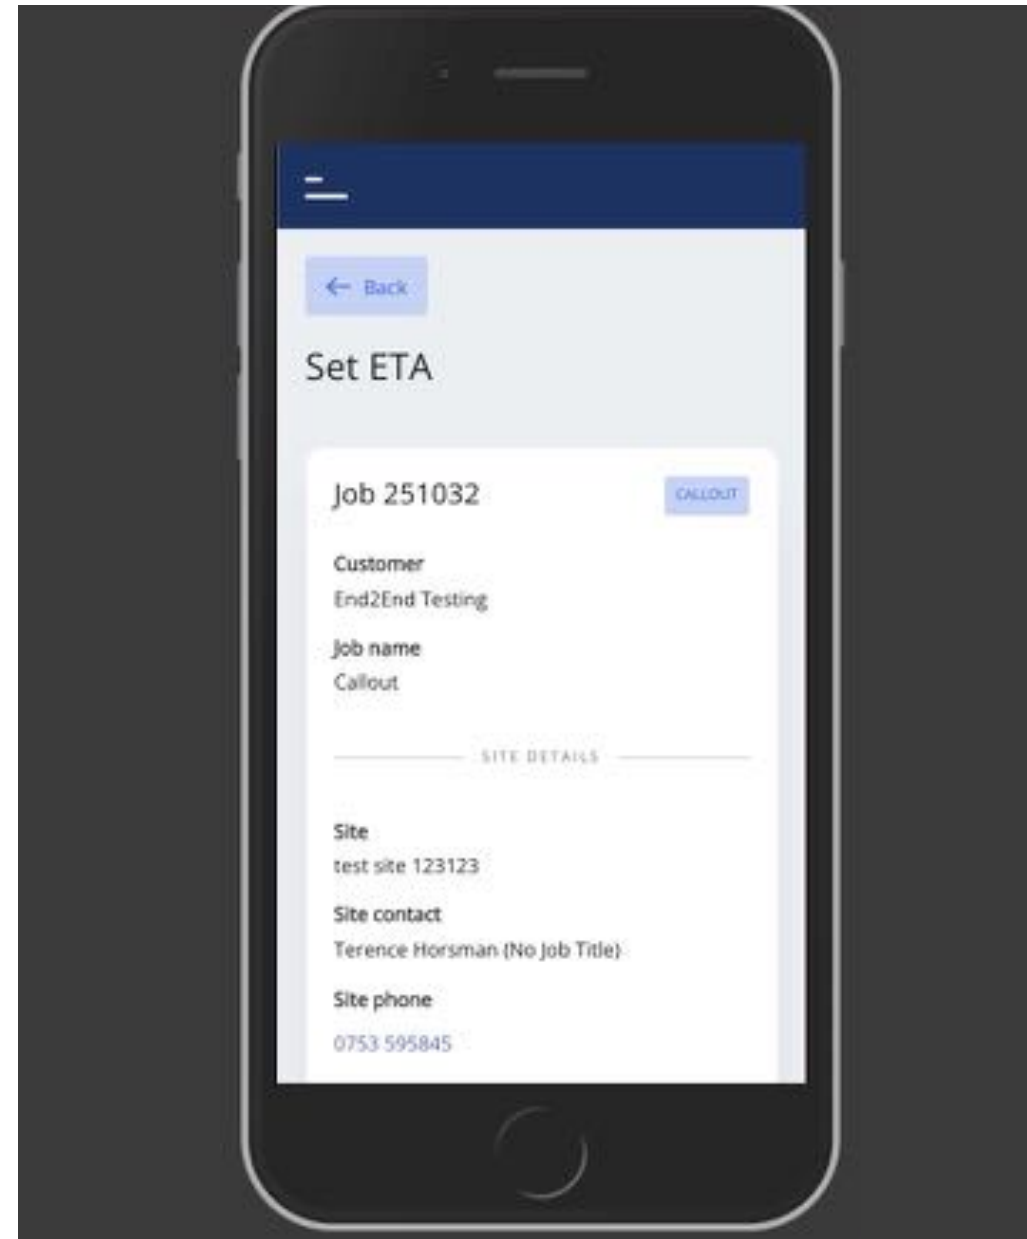 Back
Set ETA
Job 251032
CALLOUT
Customer
End2End Testing
Job name
Callout
SITE DETAILS
Site
test site 123123
Site contact
Terence Horsman (No Job Title)
Site phone
0753 595845